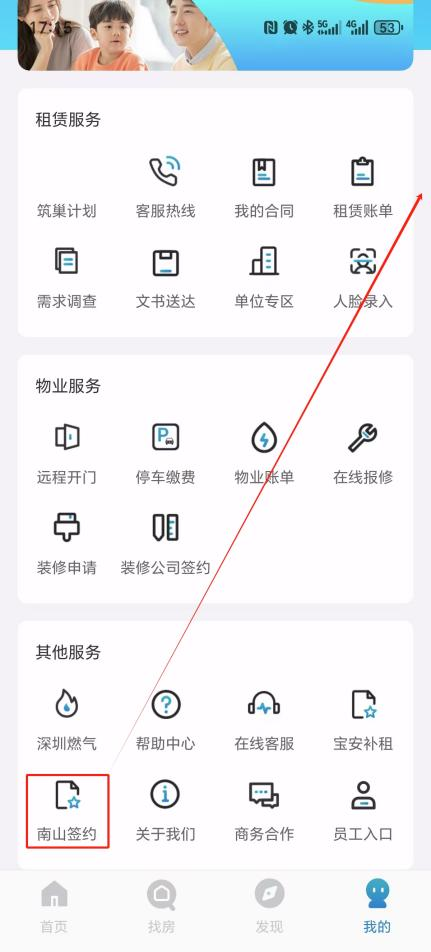 17:15 5G 4G 53
租赁服务
筑巢计划 客服热线 我的合同 租赁账单
需求调查 文书送达 单位专区 人脸录入
物业服务
P
远程开门 停车缴费 物业账单 在线报修
装修申请 装修公司签约
其他服务
深圳燃气 帮助中心 在线客服 宝安补租
南山签约 关于我们 商务合作 员工入口
首页 找房 发现 我的